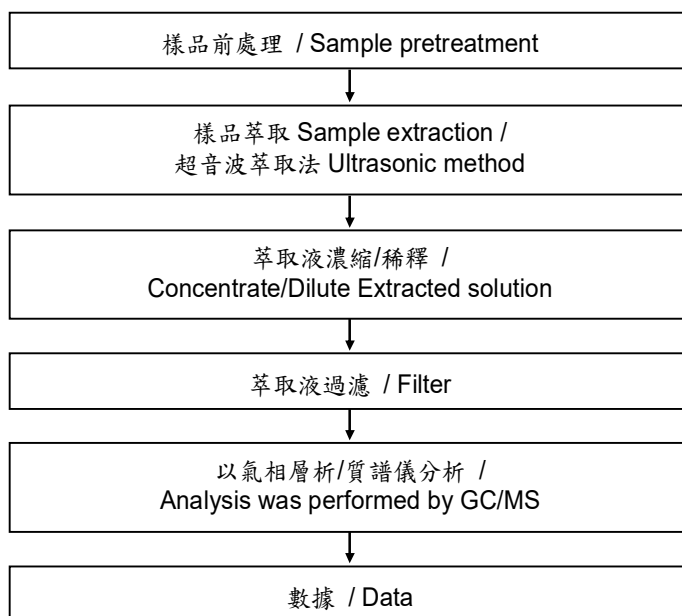 樣品前處理 / Sample pretreatment
樣品萃取 Sample extraction /
超音波萃取法 Ultrasonic method
萃取液濃縮/稀釋 /
Concentrate/Dilute Extracted solution
萃取液過濾 / Filter
以氣相層析/質譜儀分析 /
Analysis was performed by GC/MS
數據 / Data